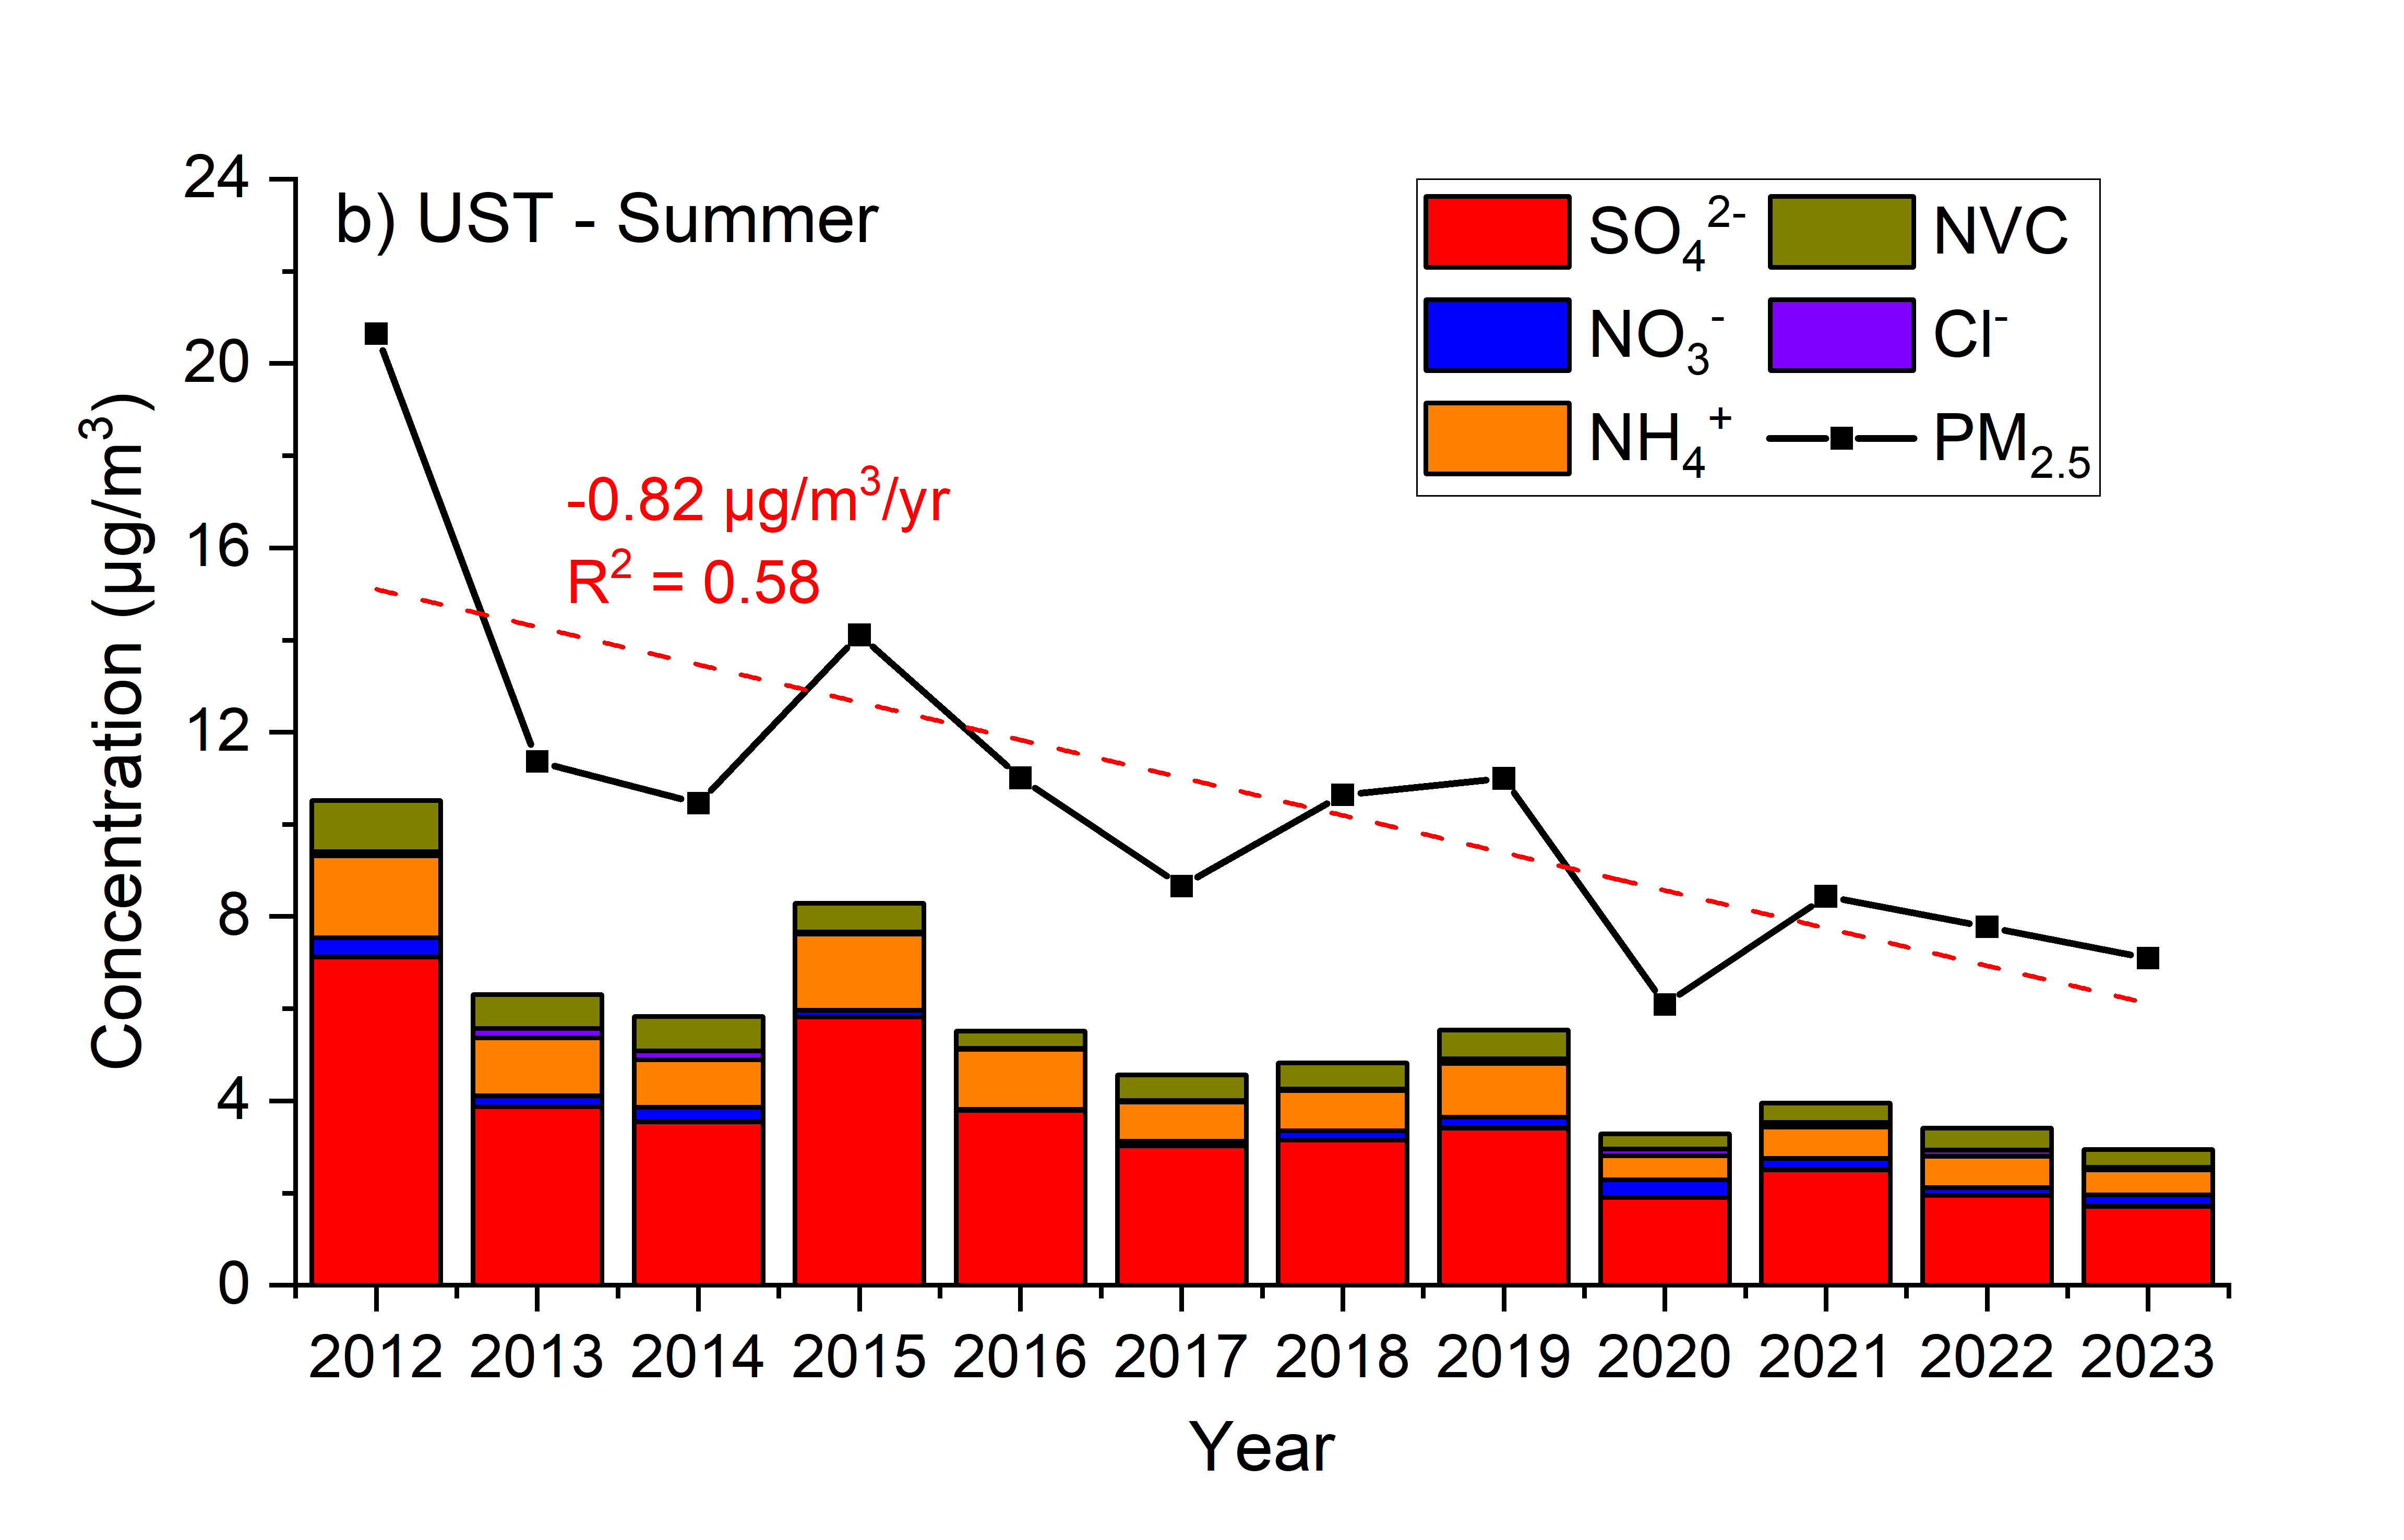 b) UST - Summer
24
20
16
12
8
4
0
Concentration (µg/m³)
-0.82 µg/m³/yr
R² = 0.58
SO₄²⁻ NVC
NO₃⁻ Cl⁻
NH₄⁺ PM₂.₅
2012 2013 2014 2015 2016 2017 2018 2019 2020 2021 2022 2023
Year